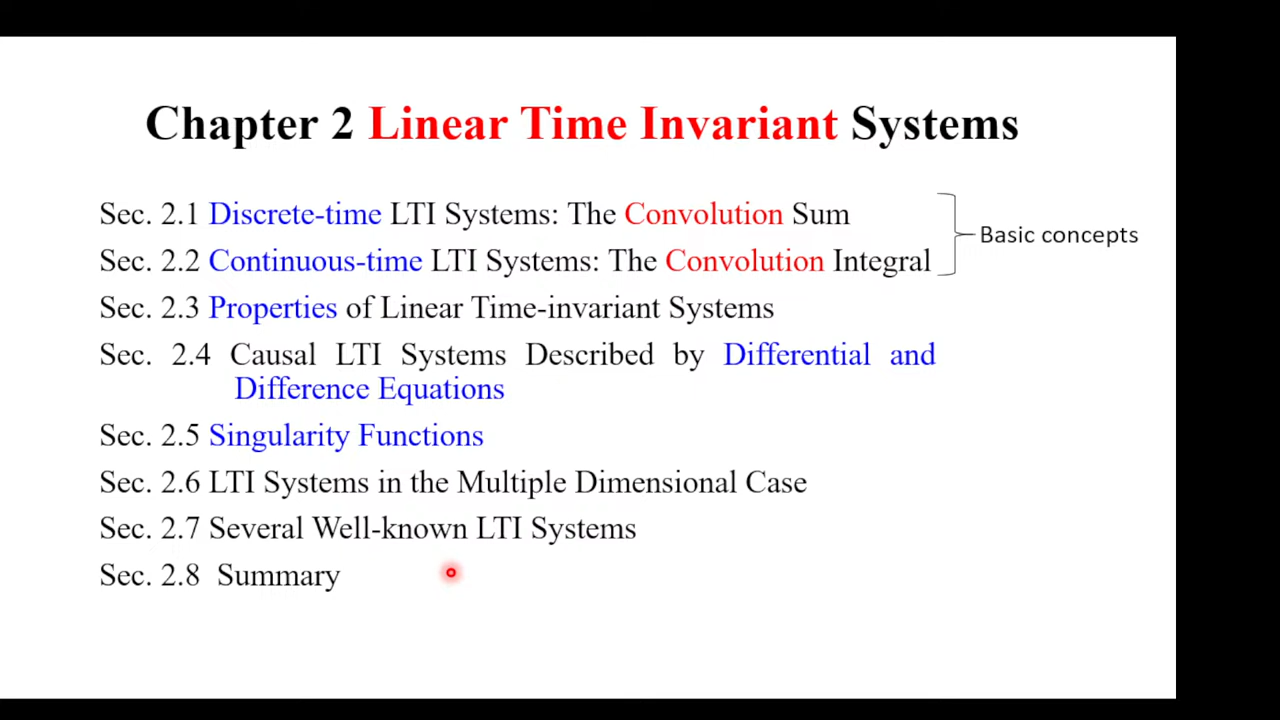 Chapter 2 Linear Time Invariant Systems
Sec. 2.1 Discrete-time LTI Systems: The Convolution Sum
Sec. 2.2 Continuous-time LTI Systems: The Convolution Integral
Basic concepts
Sec. 2.3 Properties of Linear Time-invariant Systems
Sec. 2.4 Causal LTI Systems Described by Differential and
Difference Equations
Sec. 2.5 Singularity Functions
Sec. 2.6 LTI Systems in the Multiple Dimensional Case
Sec. 2.7 Several Well-known LTI Systems
Sec. 2.8 Summary